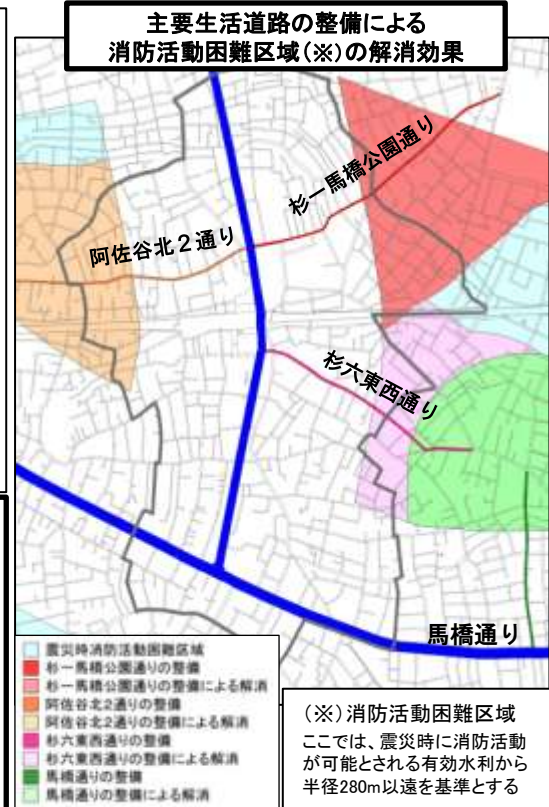 主要生活道路の整備による
消防活動困難区域(※)の解消効果
杉一馬橋公園通り
阿佐谷北2通り
杉六東西通り
馬橋通り
震災時消防活動困難区域
杉一馬橋公園通りの整備
杉一馬橋公園通りの整備による解消
阿佐谷北2通りの整備
阿佐谷北2通りの整備による解消
杉六東西通りの整備
杉六東西通りの整備による解消
馬橋通りの整備
馬橋通りの整備による解消
(※)消防活動困難区域
ここでは、震災時に消防活動
が可能とされる有効水利から
半径280m以遠を基準とする